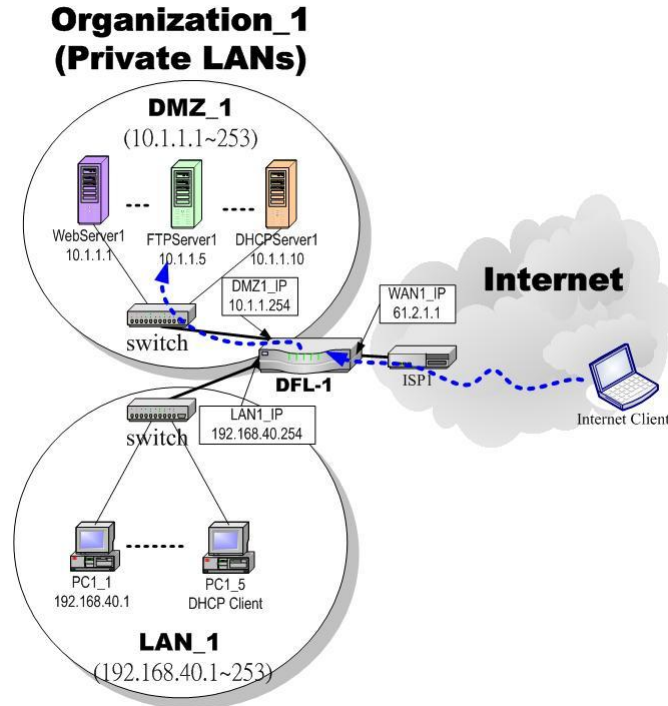 Organization_1
(Private LANs)
DMZ_1
(10.1.1.1~253)
WebServer1
10.1.1.1
FTPServer1
10.1.1.5
DHCPServer1
10.1.1.10
switch
DMZ1_IP
10.1.1.254
WAN1_IP
61.2.1.1
Internet
DFL-1
ISP1
Internet Client
switch
LAN1_IP
192.168.40.254
PC1_1
192.168.40.1
PC1_5
DHCP Client
LAN_1
(192.168.40.1~253)